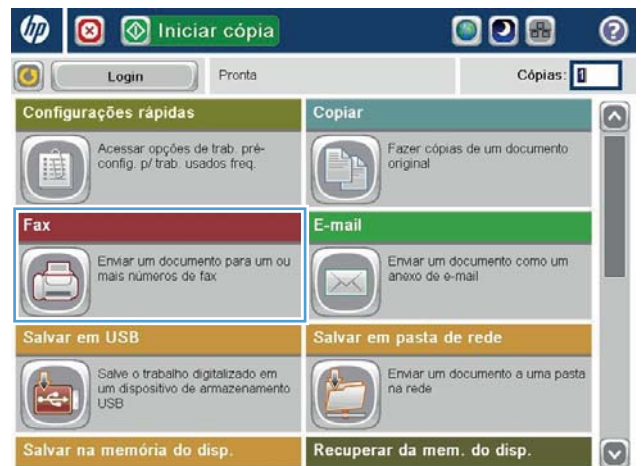 hp
Iniciar cópia
?
Login
Pronta
Cópias: 1
Configurações rápidas
Acessar opções de trab. pré-
config. p/ trab. usados freq.
Copiar
Fazer cópias de um documento
original
Fax
Enviar um documento para um ou
mais números de fax
E-mail
Enviar um documento como um
anexo de e-mail
Salvar em USB
Salve o trabalho digitalizado em
um dispositivo de armazenamento
USB
Salvar em pasta de rede
Enviar um documento a uma pasta
na rede
Salvar na memória do disp.
Recuperar da mem. do disp.